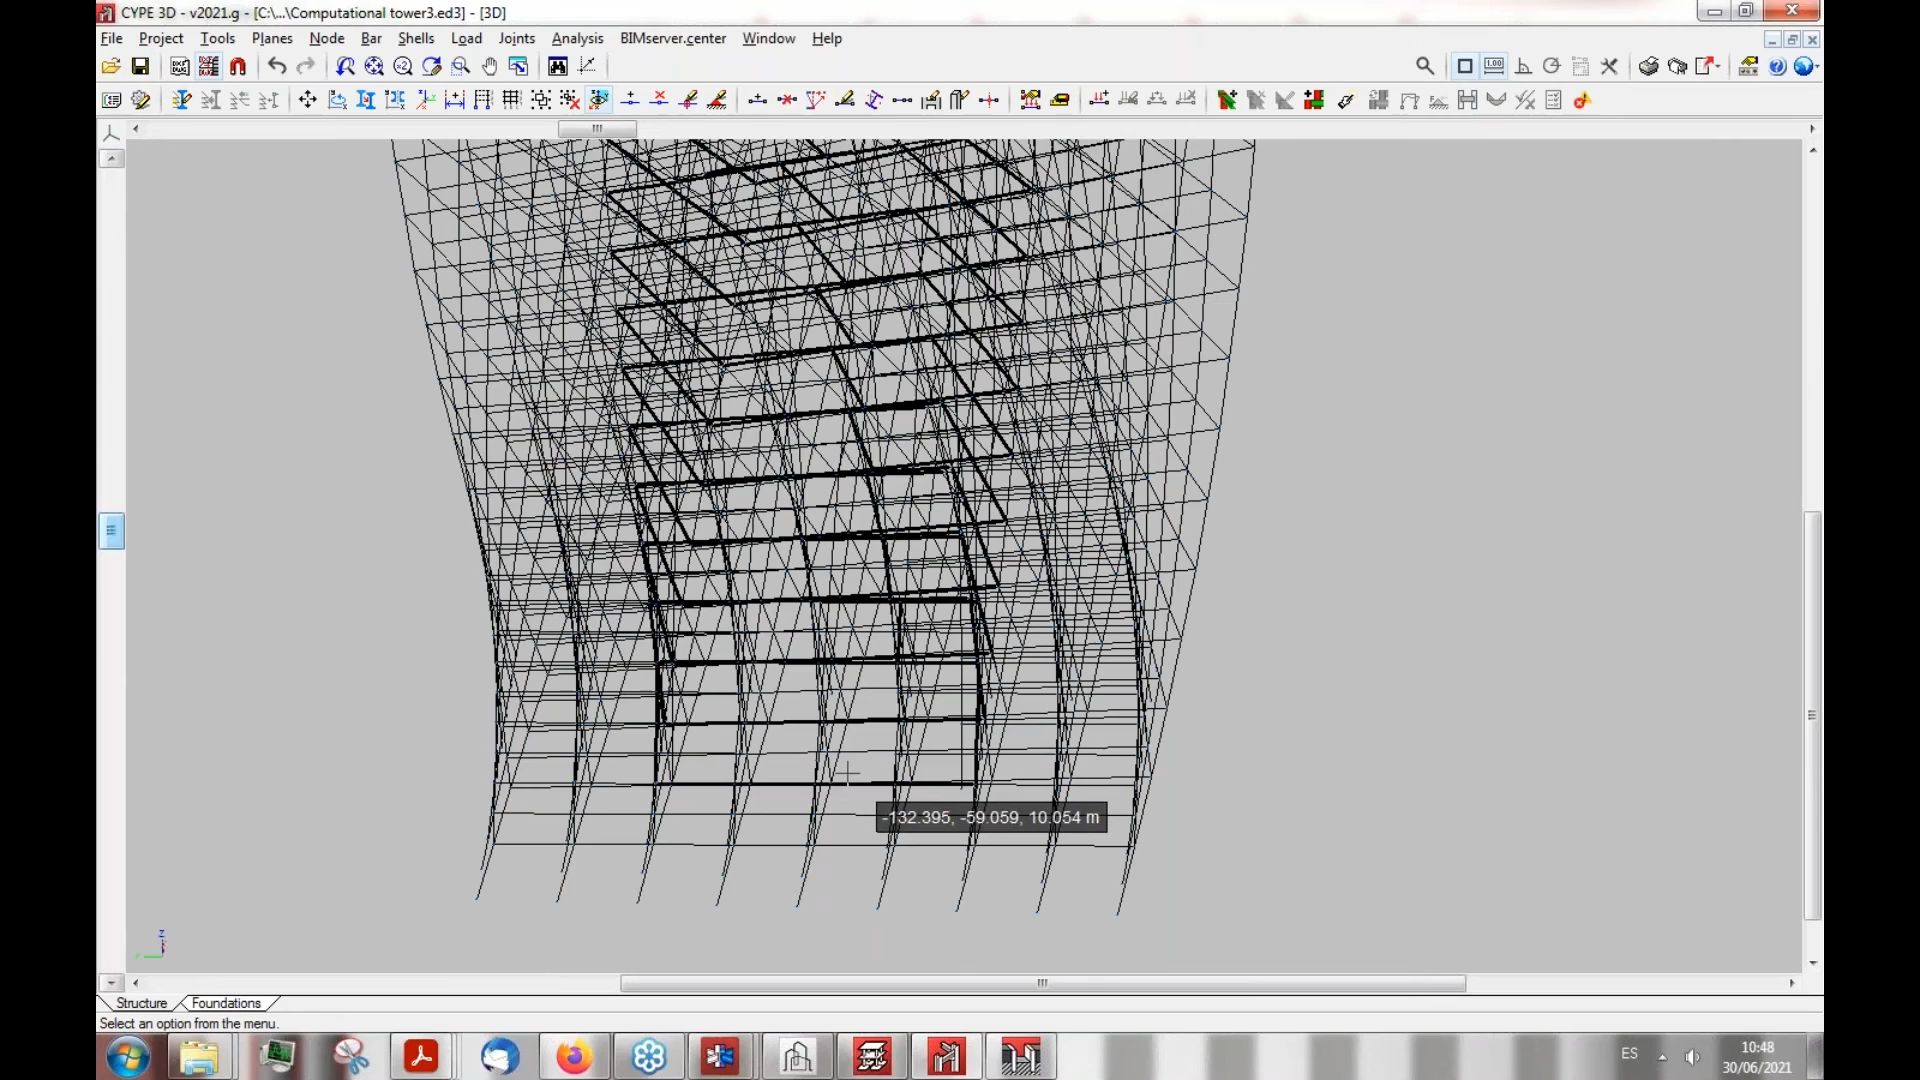 CYPE 3D - v2021.g - [C:\...\Computational tower3.ed3] - [3D]
File Project Tools Planes Node Bar Shells Load Joints Analysis BIMserver.center Window Help
-132.395, -59.059, 10.054 m
z
Structure Foundations
Select an option from the menu.
ES
10:48
30/06/2021